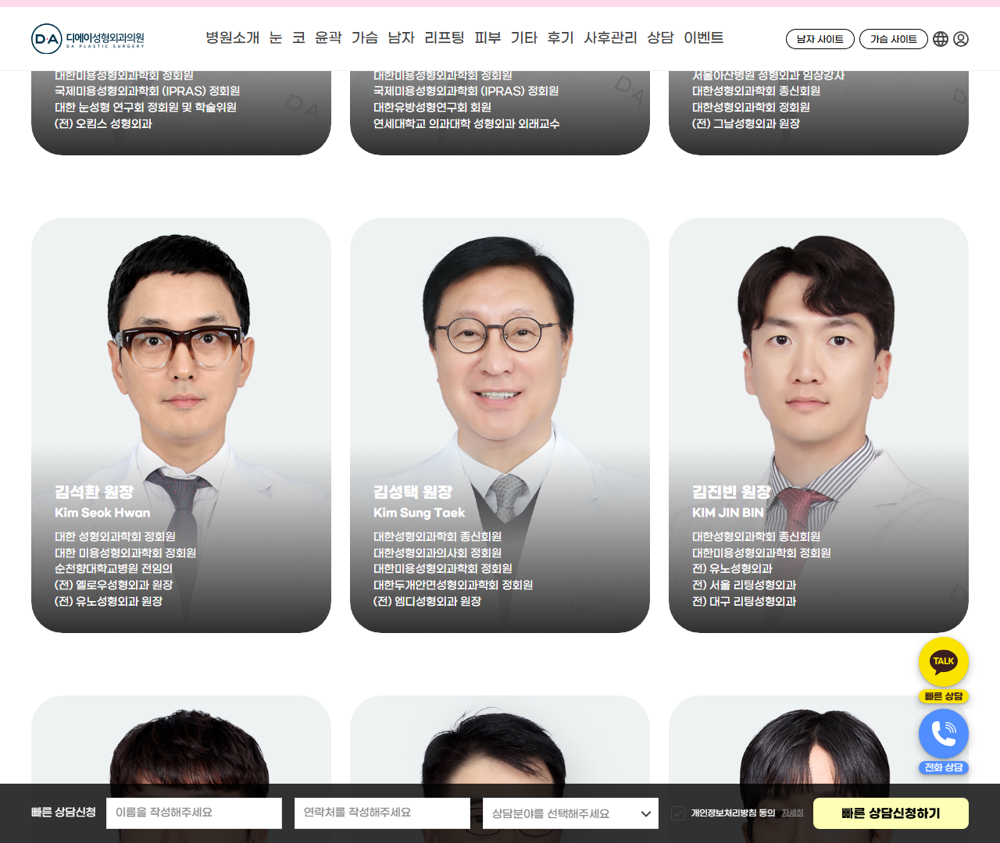 D·A 디에이성형외과의원
DA PLASTIC SURGERY
병원소개 눈 코 윤곽 가슴 남자 리프팅 피부 기타 후기 사후관리 상담 이벤트
남자 사이트 가슴 사이트
대한미용성형외과학회 정회원
국제미용성형외과학회 (IPRAS) 정회원
대한 눈성형 연구회 정회원 및 학술위원
(전) 오킴스 성형외과
대한미용성형외과학회 정회원
국제미용성형외과학회 (IPRAS) 정회원
대한유방성형연구회 회원
연세대학교 의과대학 성형외과 외래교수
서울아산병원 성형외과 임상강사
대한성형외과학회 종신회원
대한성형외과학회 정회원
(전) 그날성형외과 원장
김석환 원장
Kim Seok Hwan
대한 성형외과학회 정회원
대한 미용성형외과학회 정회원
순천향대학교병원 전임의
(전) 옐로우성형외과 원장
(전) 유노성형외과 원장
김성택 원장
Kim Sung Taek
대한성형외과학회 종신회원
대한성형외과의사회 정회원
대한미용성형외과학회 정회원
대한두개안면성형외과학회 정회원
(전) 엠디성형외과 원장
김진빈 원장
KIM JIN BIN
대한성형외과학회 종신회원
대한미용성형외과학회 정회원
전) 유노성형외과
전) 서울 리팅성형외과
전) 대구 리팅성형외과
TALK
빠른 상담
전화 상담
빠른 상담신청 이름을 작성해주세요 연락처를 작성해주세요 상담분야를 선택해주세요 개인정보처리방침 동의 자세히 빠른 상담신청하기